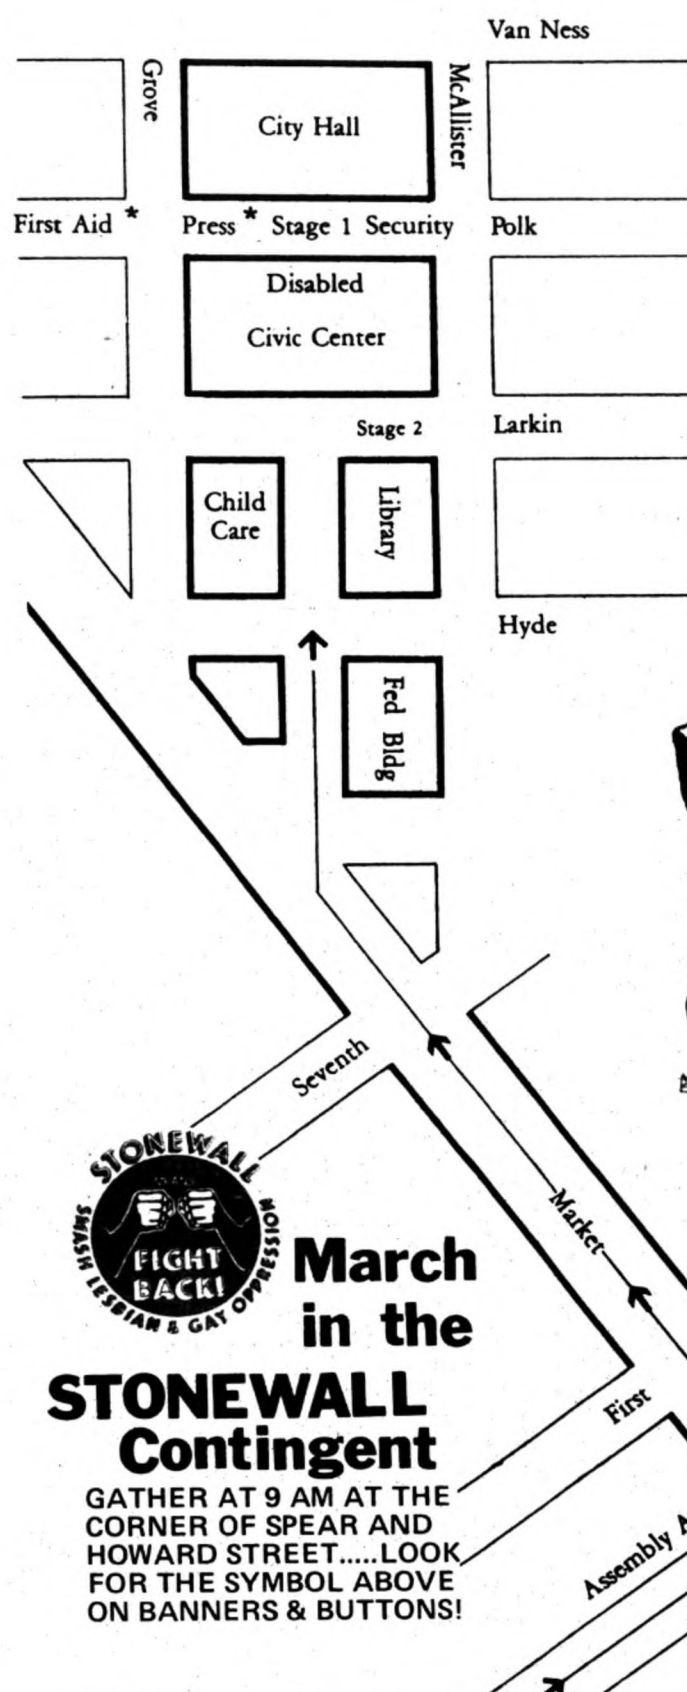 Van Ness
Grove
City Hall
McAllister
First Aid *
Press * Stage 1 Security
Polk
Disabled
Civic Center
Stage 2
Larkin
Child
Care
Library
Hyde
Fed Bldg
Seventh
Market
STONEWALL
FIGHT
BACK!
SMASH LESBIAN & GAY OPPRESSION
March
in the
STONEWALL
Contingent
First
GATHER AT 9 AM AT THE
CORNER OF SPEAR AND
HOWARD STREET.....LOOK
FOR THE SYMBOL ABOVE
ON BANNERS & BUTTONS!
Assembly A